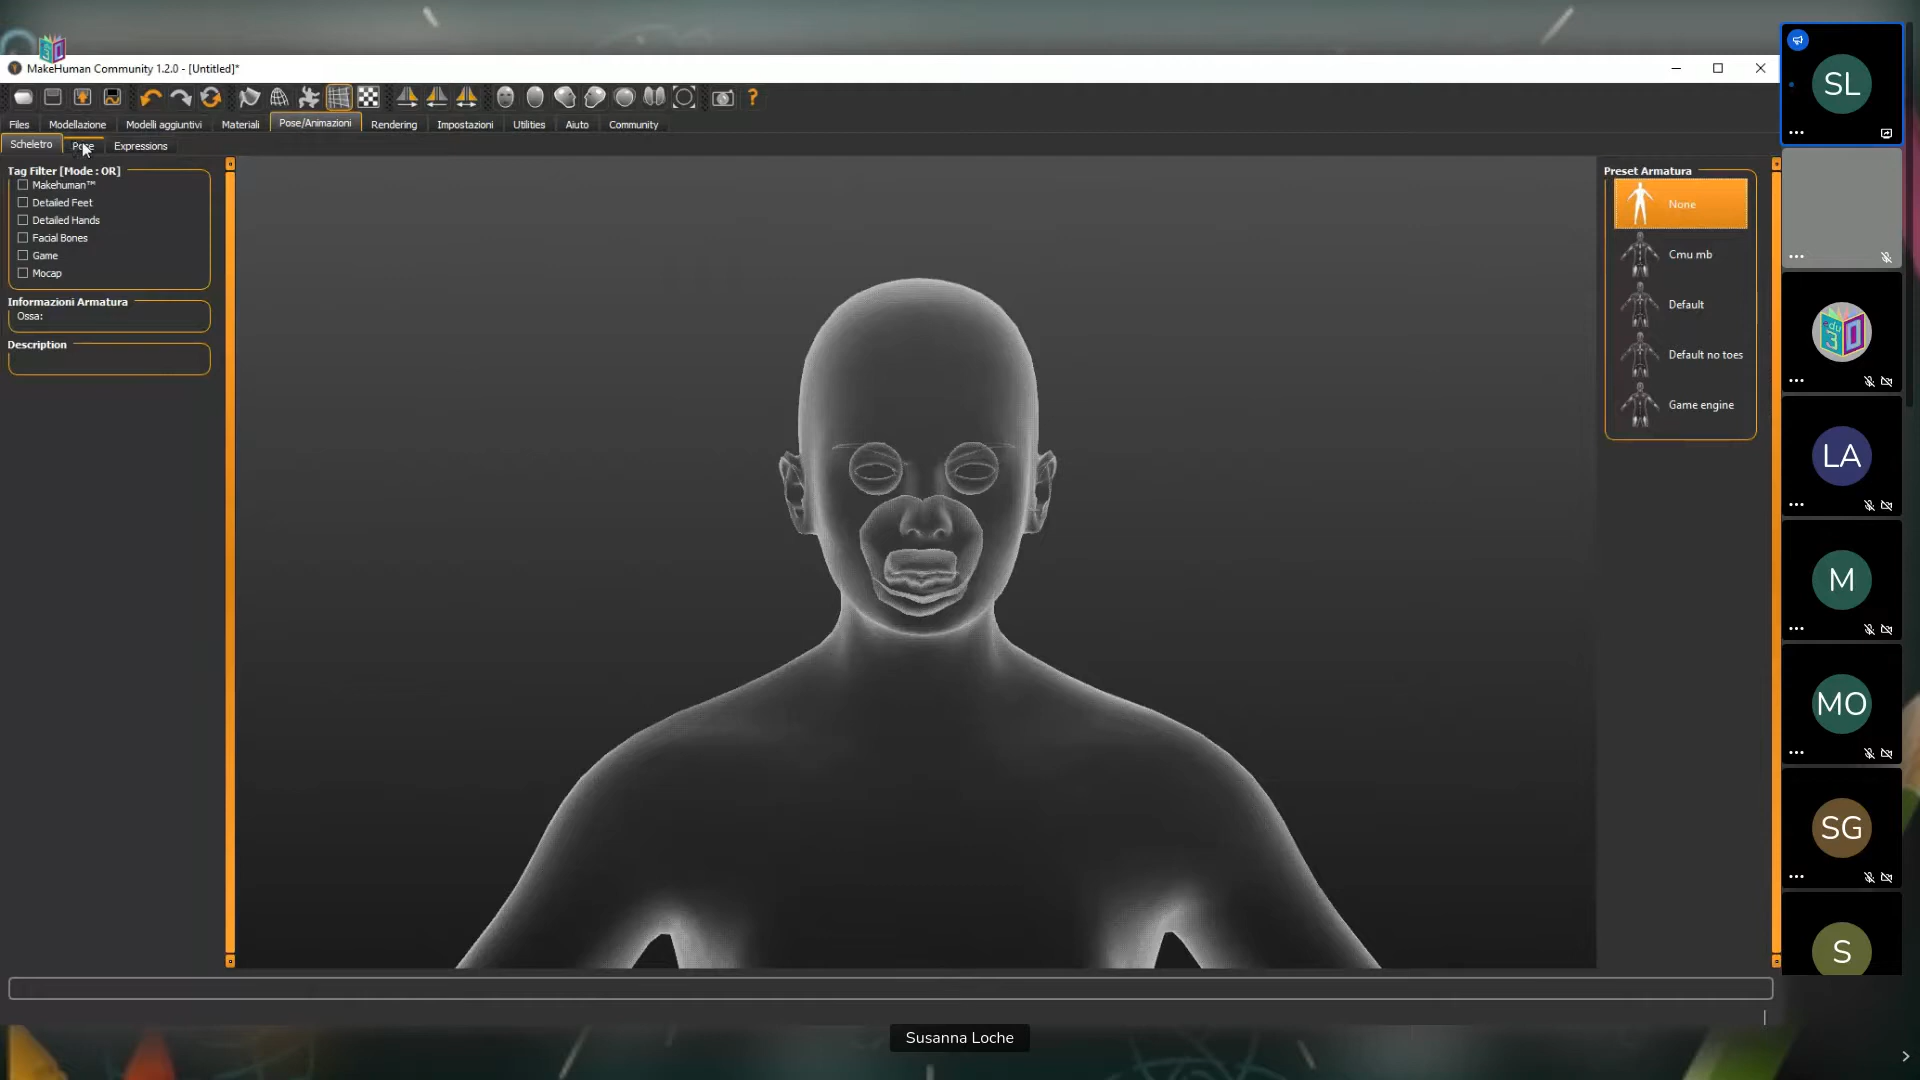 MakeHuman Community 1.2.0 - [Untitled]*
Files Modellazione Modelli aggiuntivi Materiali Pose/Animazioni Rendering Impostazioni Utilities Aiuto Community
Scheletro Pose Expressions
Tag Filter [Mode : OR]
Makehuman™
Detailed Feet
Detailed Hands
Facial Bones
Game
Mocap
Informazioni Armatura
Ossa:
Description
Preset Armatura
None
Cmu mb
Default
Default no toes
Game engine
SL
edu
3D
LA
M
MO
SG
S
Susanna Loche